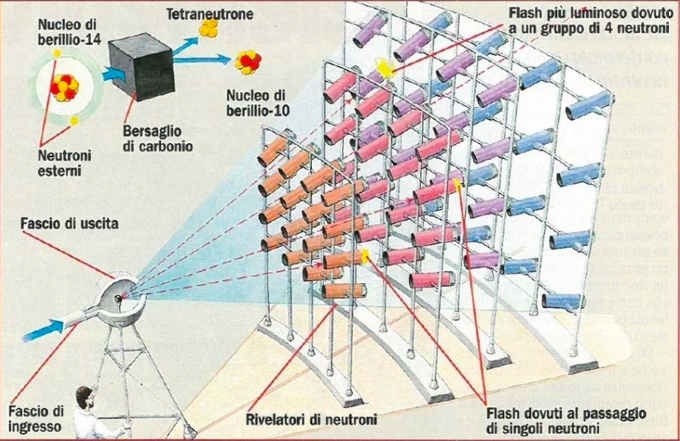 Nucleo di
berillio-14
Tetraneutrone
Flash più luminoso dovuto
a un gruppo di 4 neutroni
Nucleo di
berillio-10
Bersaglio
di carbonio
Neutroni
esterni
Fascio di uscita
Fascio di
ingresso
Rivelatori di neutroni
Flash dovuti al passaggio
di singoli neutroni